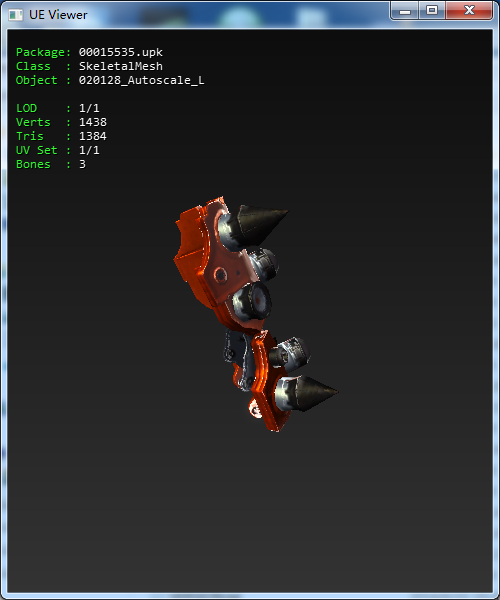 UE Viewer
Package: 00015535.upk
Class : SkeletalMesh
Object : 020128_Autoscale_L
LOD : 1/1
Verts : 1438
Tris : 1384
UV Set : 1/1
Bones : 3